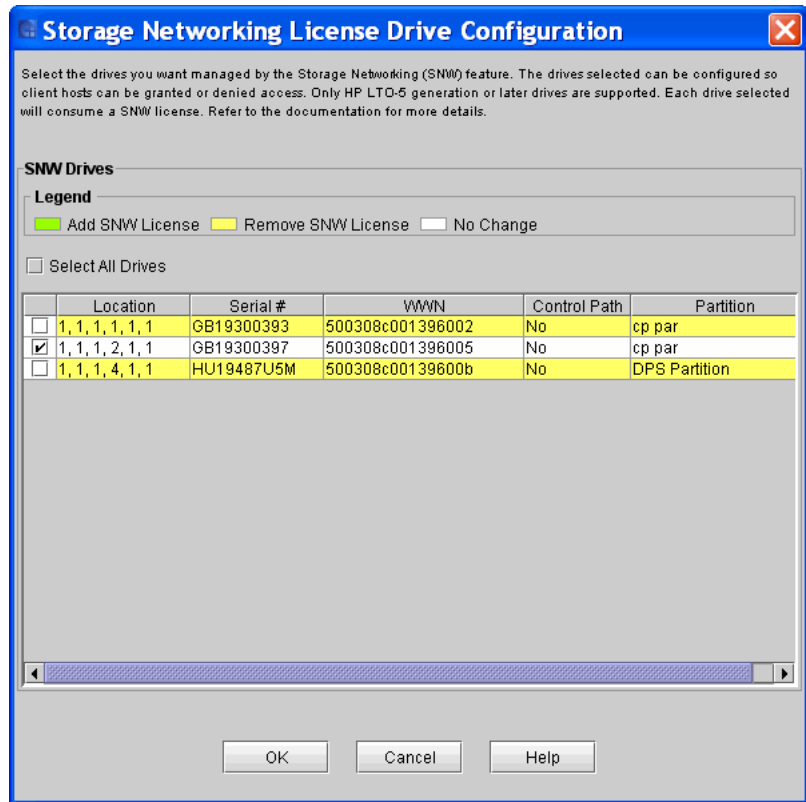 Storage Networking License Drive Configuration
Select the drives you want managed by the Storage Networking (SNW) feature. The drives selected can be configured so
client hosts can be granted or denied access. Only HP LTO-5 generation or later drives are supported. Each drive selected
will consume a SNW license. Refer to the documentation for more details.
SNW Drives
Legend
Add SNW License Remove SNW License No Change
Select All Drives
Location Serial # WWN Control Path Partition
1, 1, 1, 1, 1, 1 GB19300393 500308c001396002 No cp par
1, 1, 1, 2, 1, 1 GB19300397 500308c001396005 No cp par
1, 1, 1, 4, 1, 1 HU19487U5M 500308c00139600b No DPS Partition
OK Cancel Help